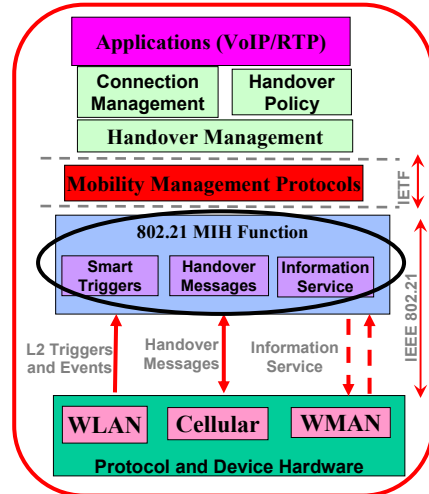 Applications (VoIP/RTP)
Connection
Management
Handover
Policy
Handover Management
Mobility Management Protocols
IETF
802.21 MIH Function
Smart
Triggers
Handover
Messages
Information
Service
IEEE 802.21
L2 Triggers
and Events
Handover
Messages
Information
Service
WLAN
Cellular
WMAN
Protocol and Device Hardware